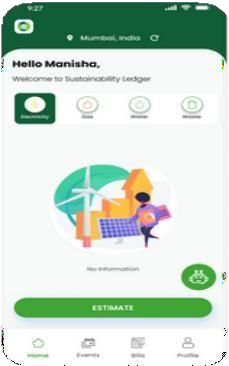 9:27
Mumbai, India
Hello Manisha,
Welcome to Sustainability Ledger
Electricity Gas Water Waste
No Information
ESTIMATE
Home Events Bills Profile